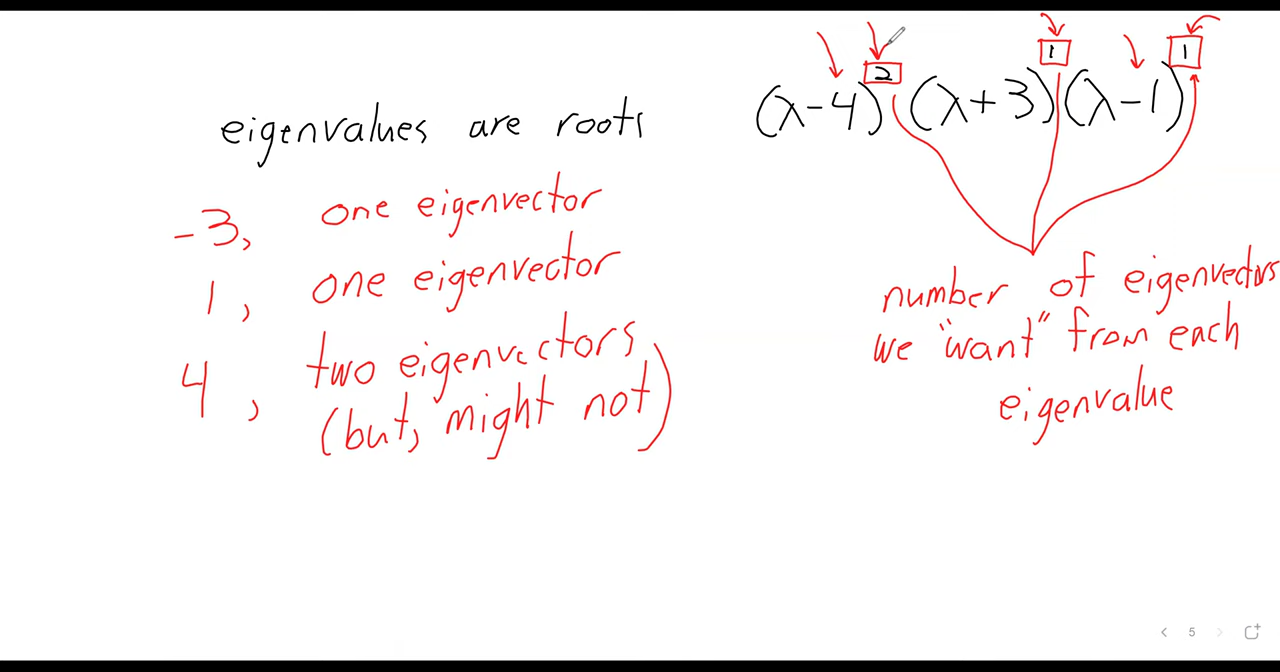 (λ-4)² (λ+3)¹ (λ-1)¹
eigenvalues are roots
-3, one eigenvector
1, one eigenvector
4, two eigenvectors
(but, might not)
number of eigenvectors
we "want" from each
eigenvalue
5